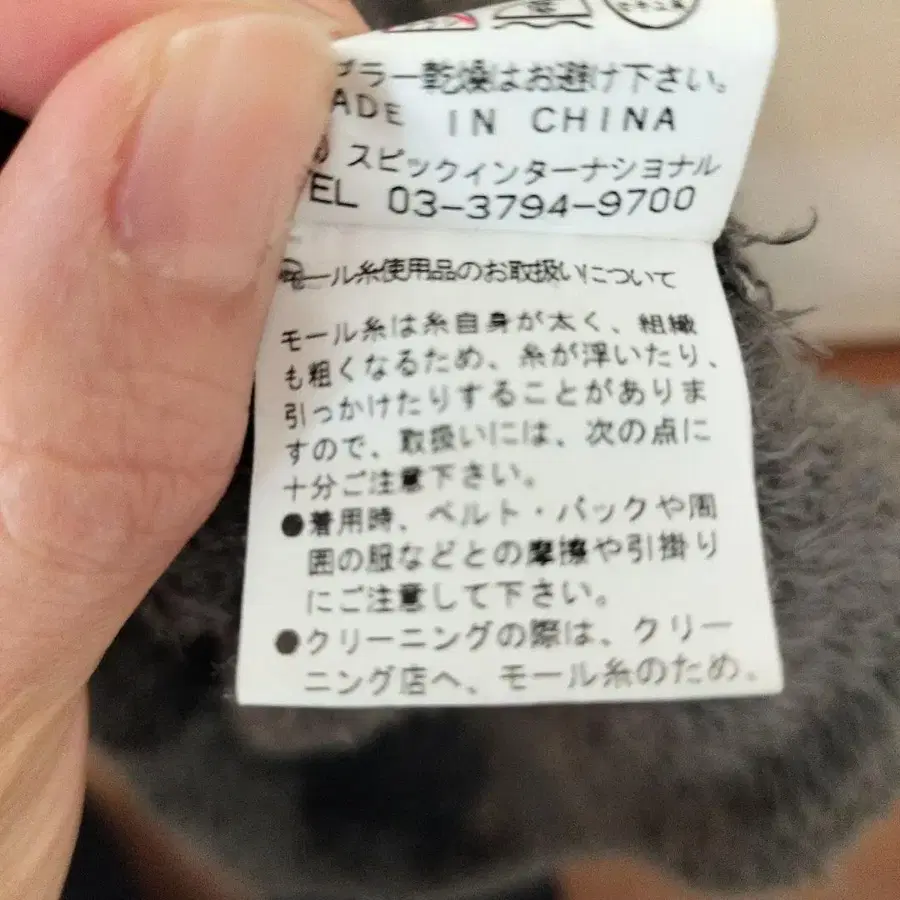 ブラー乾燥はお避け下さい。
ADE IN CHINA
スピックインターナショナル
TEL 03-3794-9700
モール糸使用品のお取扱いについて
モール糸は糸自身が太く、組織
も粗くなるため、糸が浮いたり、
引っかけたりすることがありま
すので、取扱いには、次の点に
十分ご注意下さい。
●着用時、ベルト・バックや周
囲の服などとの摩擦や引掛り
にご注意して下さい。
●クリーニングの際は、クリー
ニング店へ、モール糸のため。